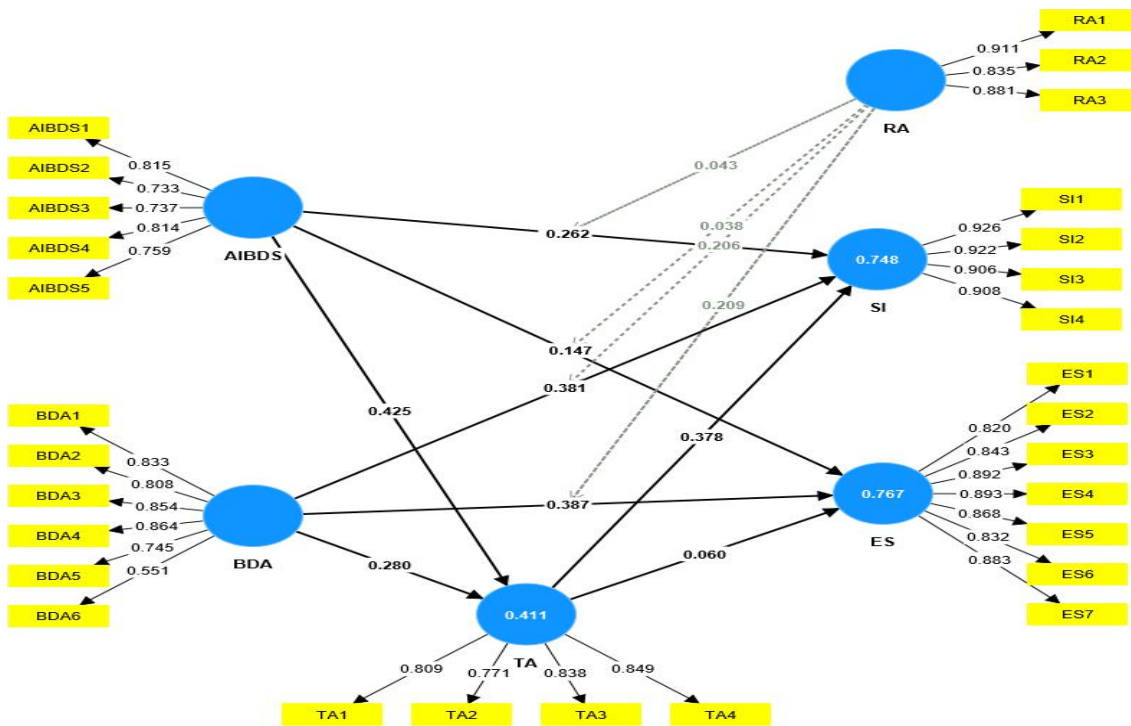 RA1
0.911
RA2
0.835
0.881
RA3
RA
AIBDS1
0.815
AIBDS2
0.733
AIBDS3
0.737
AIBDS4
0.814
0.759
AIBDS5
AIBDS
0.043
0.262
0.038
0.206
0.209
SI1
0.926
0.922
SI2
0.748
0.906
SI3
0.908
SI
SI4
0.147
0.381
0.425
0.378
0.387
0.280
0.060
BDA1
0.833
BDA2
0.808
BDA3
0.854
BDA4
0.864
0.745
BDA5
0.551
BDA6
BDA
ES1
0.820
ES2
0.843
ES3
0.892
0.767
0.893
ES4
0.868
ES5
ES
0.832
0.883
ES6
ES7
0.411
TA
0.809
0.771
0.838
0.849
TA1
TA2
TA3
TA4